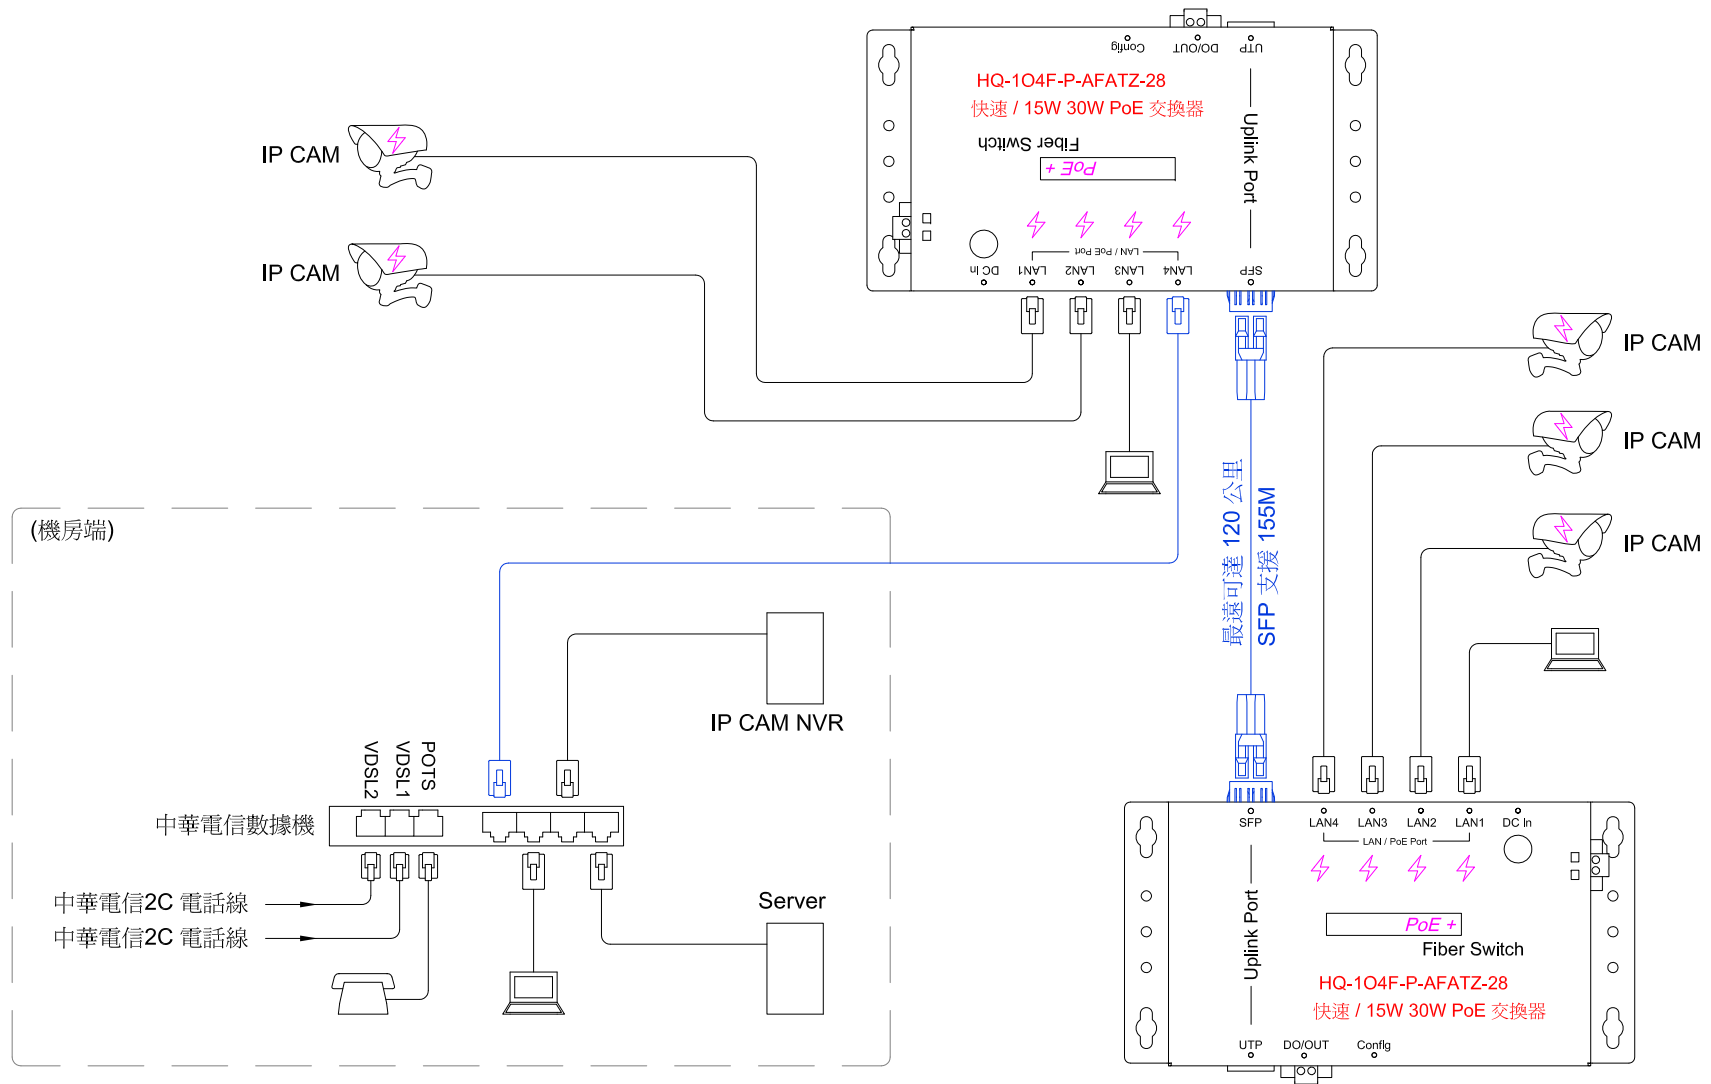 Config
DO/OUT
UTP
HQ-1O4F-P-AFATZ-28
快速 / 15W 30W PoE 交換器
Fiber Switch
PoE +
Uplink Port
LAN / PoE Port
DC In
LAN1
LAN2
LAN3
LAN4
SFP
IP CAM
IP CAM
IP CAM
IP CAM
IP CAM
最遠可達 120 公里
SFP 支援 155M
(機房端)
IP CAM NVR
VDSL2
VDSL1
POTS
中華電信數據機
中華電信2C 電話線
中華電信2C 電話線
Server
SFP
LAN4
LAN3
LAN2
LAN1
DC In
LAN / PoE Port
Uplink Port
PoE +
Fiber Switch
HQ-1O4F-P-AFATZ-28
快速 / 15W 30W PoE 交換器
UTP
DO/OUT
ConfIg